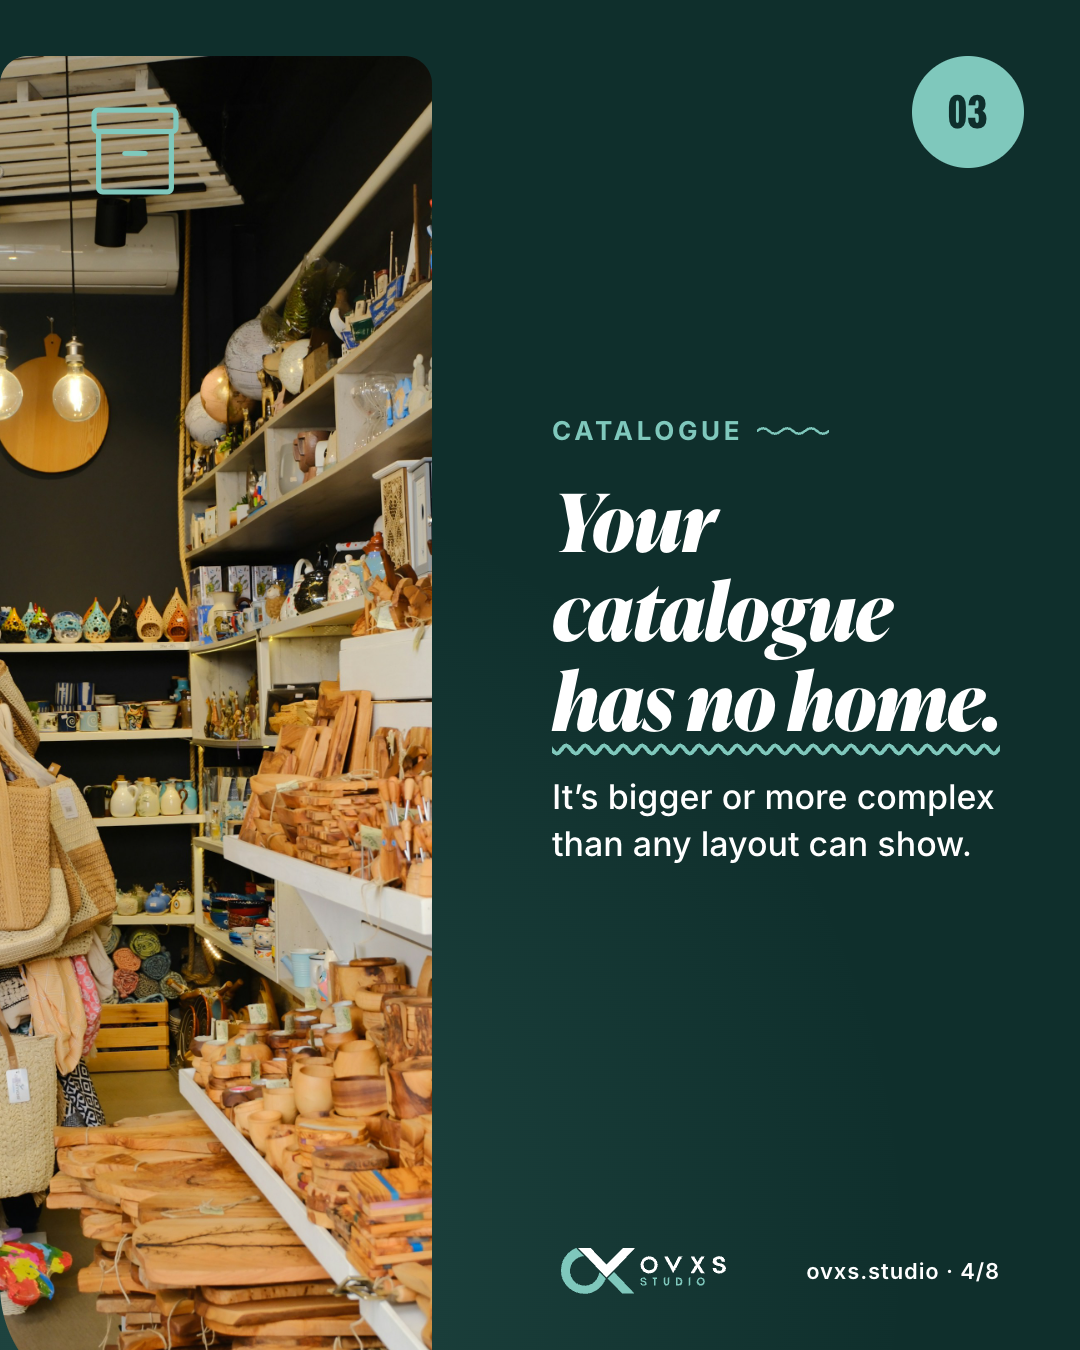 03
CATALOGUE
Your
catalogue
has no home.
It’s bigger or more complex
than any layout can show.
OVXS
STUDIO
ovxs.studio · 4/8